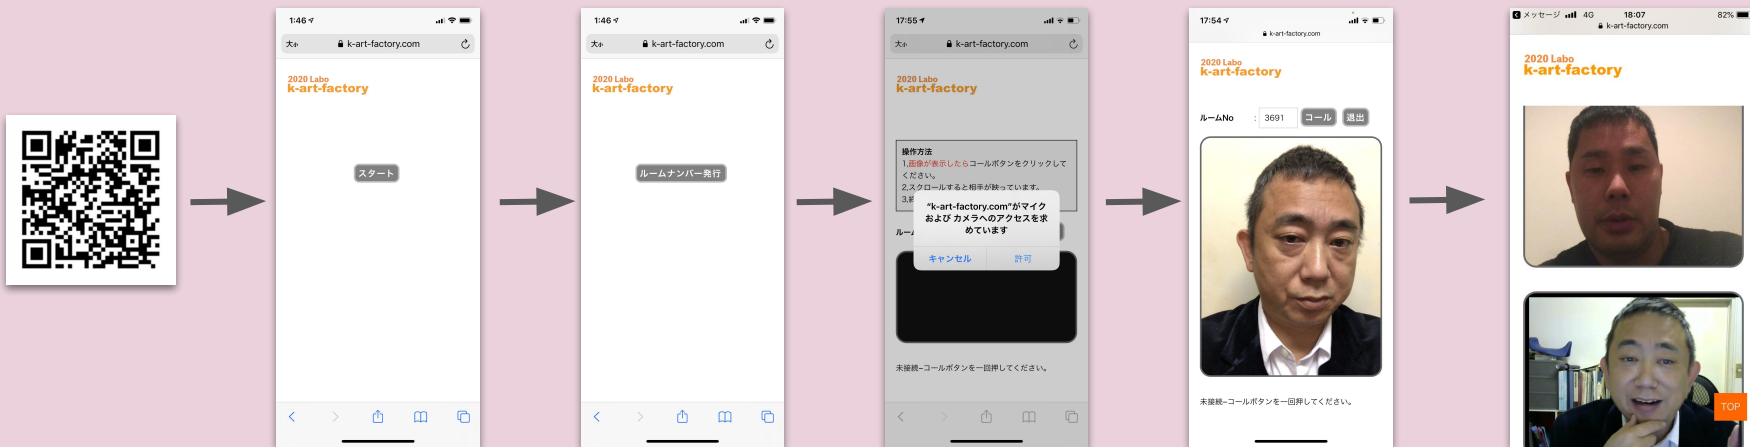 1:46
大小 k-art-factory.com
2020 Labo
k-art-factory
スタート
1:46
大小 k-art-factory.com
2020 Labo
k-art-factory
ルームナンバー発行
17:55
大小 k-art-factory.com
2020 Labo
k-art-factory
操作方法
1,画像が表示したらコールボタンをクリックして
ください。
2,スクロールすると相手が映っています。
3,終
"k-art-factory.com"がマイク
および カメラへのアクセスを求
めています
ルーム
キャンセル 許可
未接続–コールボタンを一回押してください。
17:54
k-art-factory.com
2020 Labo
k-art-factory
ルームNo : 3691 コール 退出
未接続–コールボタンを一回押してください。
メッセージ 4G 18:07 82%
k-art-factory.com
2020 Labo
k-art-factory
TOP